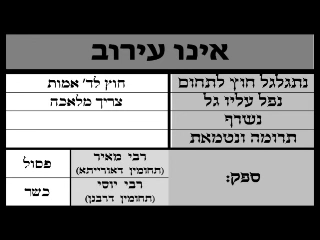 אינו עירוב
נתגלגל חוץ לתחום
חוץ לד' אמות
נפל עליו גל
צריך מלאכה
נשרף
תרומה ונטמאת
ספק:
רבי מאיר
(תחומין דאורייתא)
פסול
רבי יוסי
(תחומין דרבנן)
כשר